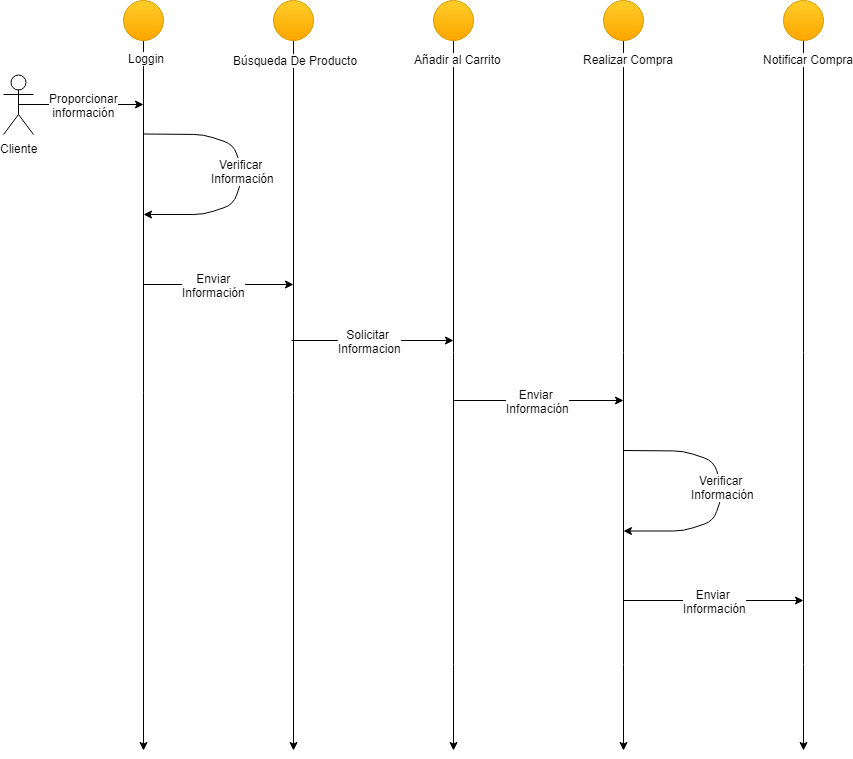 Loggin
Búsqueda De Producto
Añadir al Carrito
Realizar Compra
Notificar Compra
Proporcionar
información
Cliente
Verificar
Información
Enviar
Información
Solicitar
Informacion
Enviar
Información
Verificar
Información
Enviar
Información